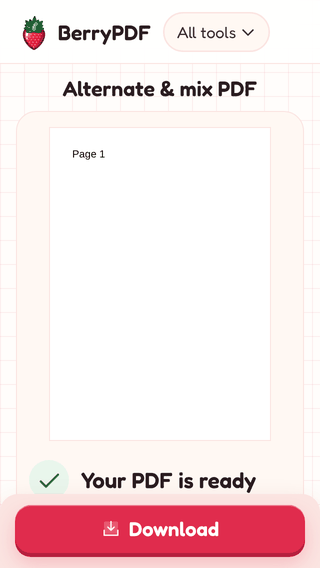 BerryPDF
All tools
Alternate & mix PDF
Page 1
Your PDF is ready
Download